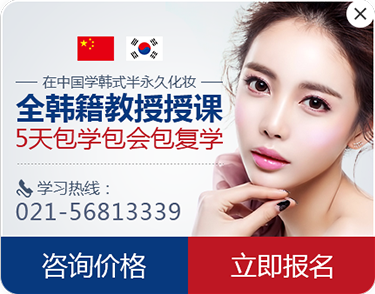 在中国学韩式半永久化妆
全韩籍教授授课
5天包学包会包复学
学习热线：
021-56813339
咨询价格
立即报名